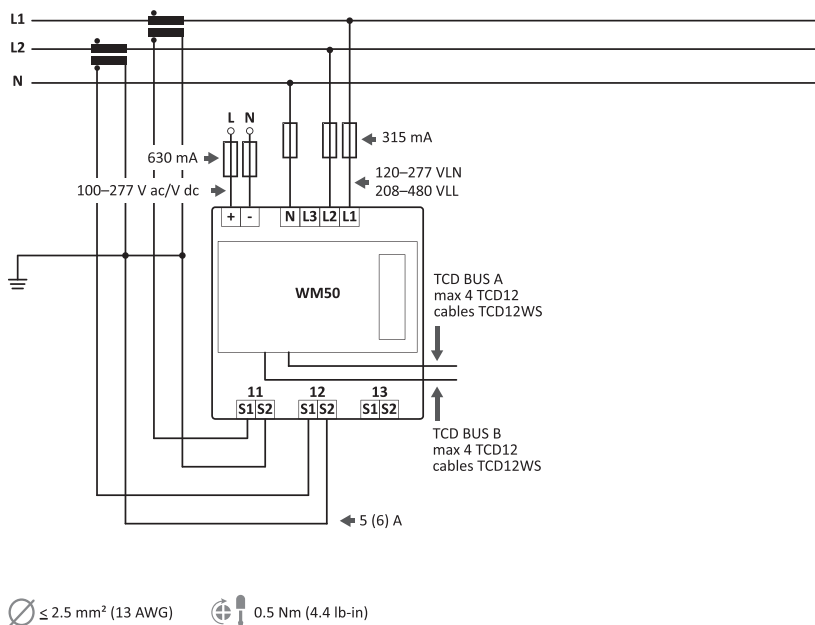 L1
L2
N
L N
630 mA
315 mA
100–277 V ac/V dc
120–277 VLN
208–480 VLL
+ - N L3 L2 L1
WM50
TCD BUS A
max 4 TCD12
cables TCD12WS
11 12 13
S1 S2 S1 S2 S1 S2
TCD BUS B
max 4 TCD12
cables TCD12WS
5 (6) A
≤ 2.5 mm² (13 AWG)
0.5 Nm (4.4 lb-in)